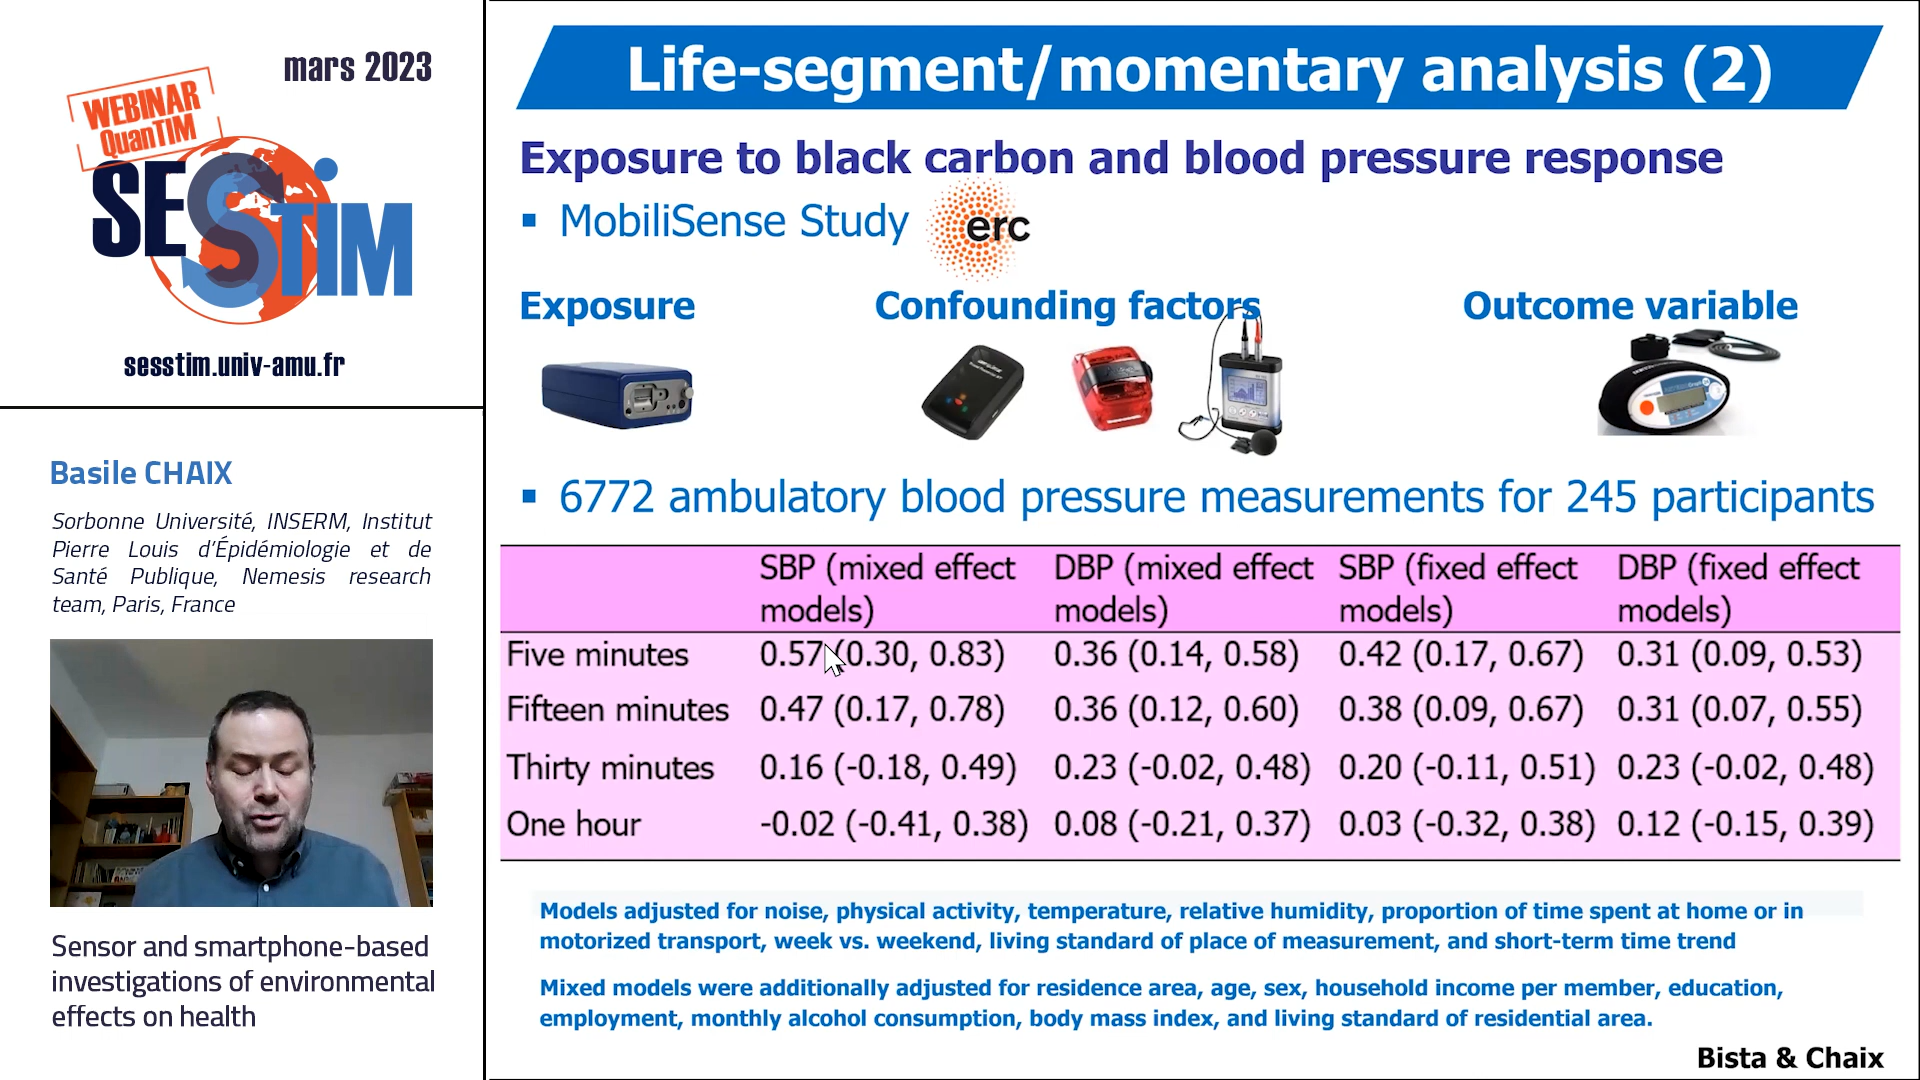 mars 2023
WEBINAR
QuanTIM
SESSTIM
sesstim.univ-amu.fr
Basile CHAIX
Sorbonne Université, INSERM, Institut
Pierre Louis d’Épidémiologie et de
Santé Publique, Nemesis research
team, Paris, France
Sensor and smartphone-based
investigations of environmental
effects on health
Life-segment/momentary analysis (2)
Exposure to black carbon and blood pressure response
▪ MobiliSense Study erc
Exposure Confounding factors Outcome variable
▪ 6772 ambulatory blood pressure measurements for 245 participants
SBP (mixed effect models) DBP (mixed effect models) SBP (fixed effect models) DBP (fixed effect models)
Five minutes 0.57 (0.30, 0.83) 0.36 (0.14, 0.58) 0.42 (0.17, 0.67) 0.31 (0.09, 0.53)
Fifteen minutes 0.47 (0.17, 0.78) 0.36 (0.12, 0.60) 0.38 (0.09, 0.67) 0.31 (0.07, 0.55)
Thirty minutes 0.16 (-0.18, 0.49) 0.23 (-0.02, 0.48) 0.20 (-0.11, 0.51) 0.23 (-0.02, 0.48)
One hour -0.02 (-0.41, 0.38) 0.08 (-0.21, 0.37) 0.03 (-0.32, 0.38) 0.12 (-0.15, 0.39)
Models adjusted for noise, physical activity, temperature, relative humidity, proportion of time spent at home or in
motorized transport, week vs. weekend, living standard of place of measurement, and short-term time trend
Mixed models were additionally adjusted for residence area, age, sex, household income per member, education,
employment, monthly alcohol consumption, body mass index, and living standard of residential area.
Bista & Chaix